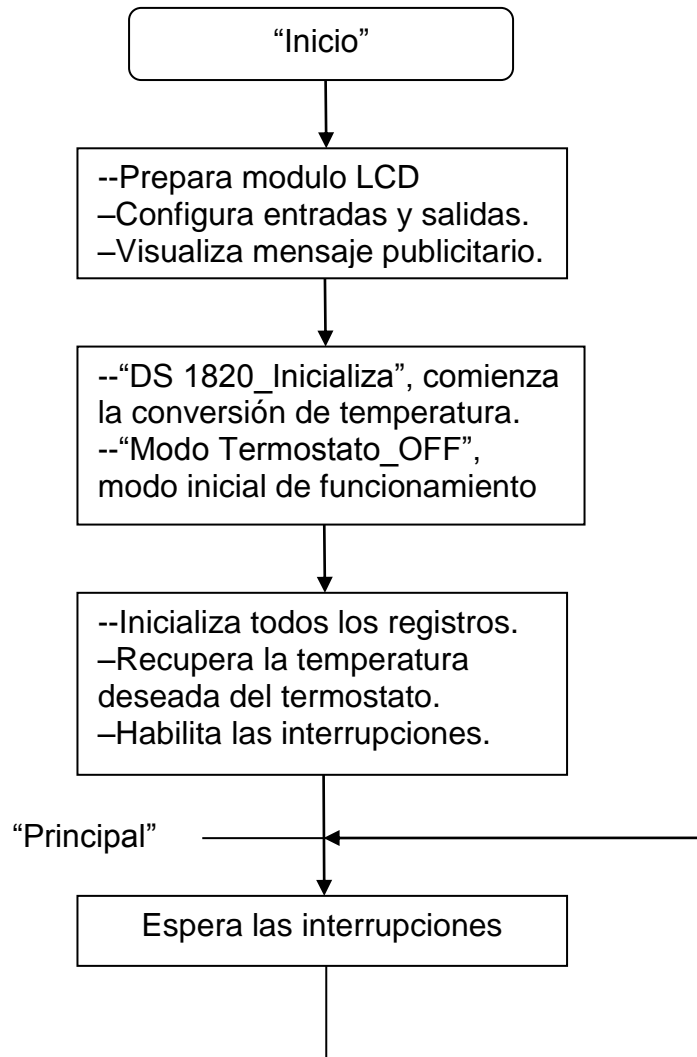 “Inicio”
--Prepara modulo LCD
–Configura entradas y salidas.
–Visualiza mensaje publicitario.
--“DS 1820_Inicializa”, comienza
la conversión de temperatura.
--“Modo Termostato_OFF”,
modo inicial de funcionamiento
--Inicializa todos los registros.
–Recupera la temperatura
deseada del termostato.
–Habilita las interrupciones.
“Principal”
Espera las interrupciones